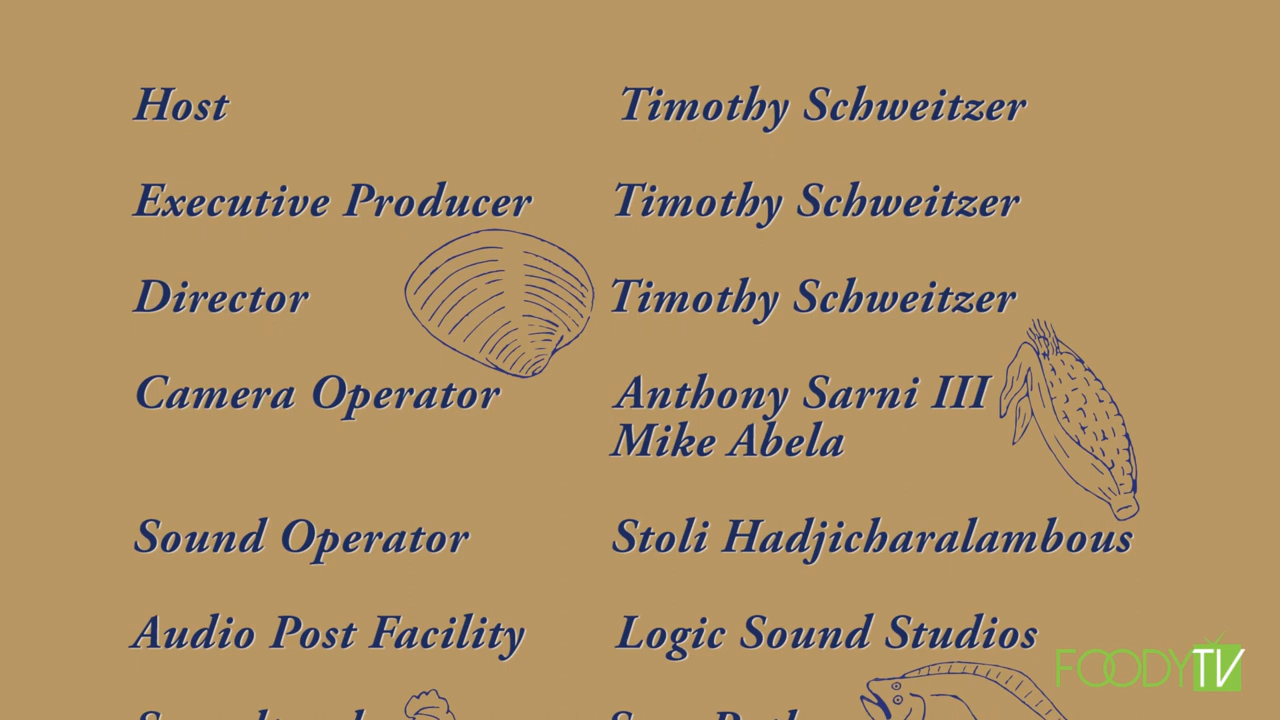 Host Timothy Schweitzer
Executive Producer Timothy Schweitzer
Director Timothy Schweitzer
Camera Operator Anthony Sarni III
Mike Abela
Sound Operator Stoli Hadjicharalambous
Audio Post Facility Logic Sound Studios
FOODYTV